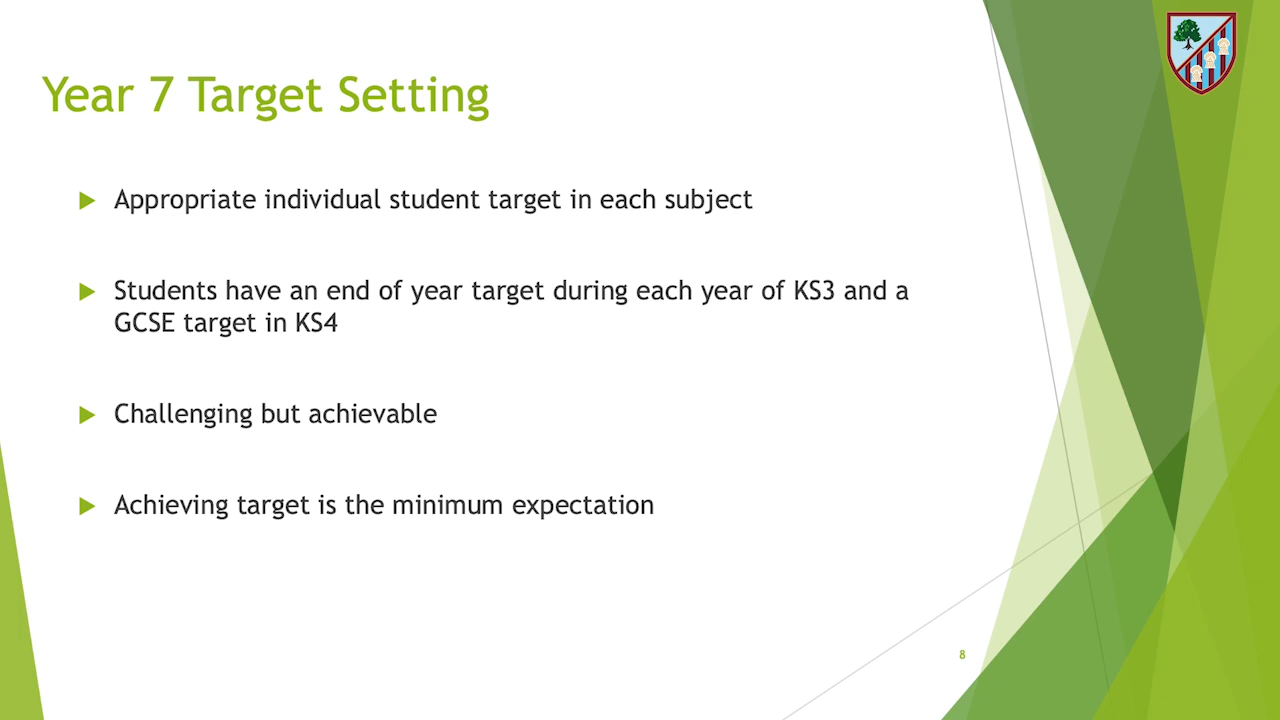 Year 7 Target Setting
Appropriate individual student target in each subject
Students have an end of year target during each year of KS3 and a
GCSE target in KS4
Challenging but achievable
Achieving target is the minimum expectation
8